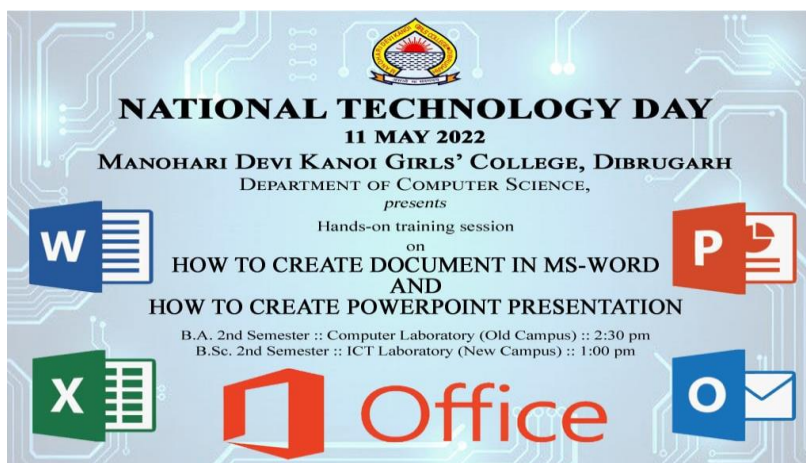 NATIONAL TECHNOLOGY DAY
11 MAY 2022
MANOHARI DEVI KANOI GIRLS' COLLEGE, DIBRUGARH
DEPARTMENT OF COMPUTER SCIENCE,
presents
Hands-on training session
on
HOW TO CREATE DOCUMENT IN MS-WORD
AND
HOW TO CREATE POWERPOINT PRESENTATION
B.A. 2nd Semester :: Computer Laboratory (Old Campus) :: 2:30 pm
B.Sc. 2nd Semester :: ICT Laboratory (New Campus) :: 1:00 pm
W
P
X
Office
O